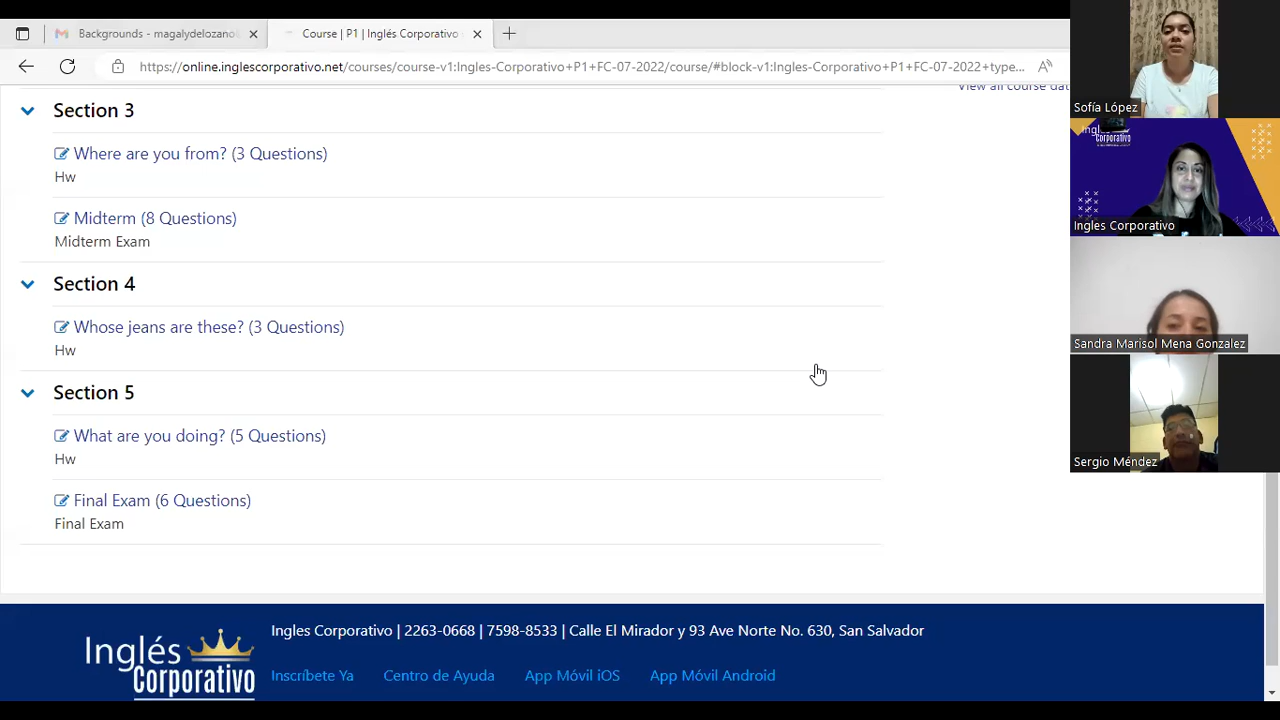 Backgrounds - magalydelozano
Course | P1 | Inglés Corporativo
https://online.inglescorporativo.net/courses/course-v1:Ingles-Corporativo+P1+FC-07-2022/course/#block-v1:Ingles-Corporativo+P1+FC-07-2022+type...
View all course dat
Section 3
Where are you from? (3 Questions)
Hw
Midterm (8 Questions)
Midterm Exam
Section 4
Whose jeans are these? (3 Questions)
Hw
Section 5
What are you doing? (5 Questions)
Hw
Final Exam (6 Questions)
Final Exam
Inglés
Corporativo
Ingles Corporativo | 2263-0668 | 7598-8533 | Calle El Mirador y 93 Ave Norte No. 630, San Salvador
Inscríbete Ya
Centro de Ayuda
App Móvil iOS
App Móvil Android
Sofía López
Corporativo
Ingles Corporativo
Sandra Marisol Mena Gonzalez
Sergio Méndez